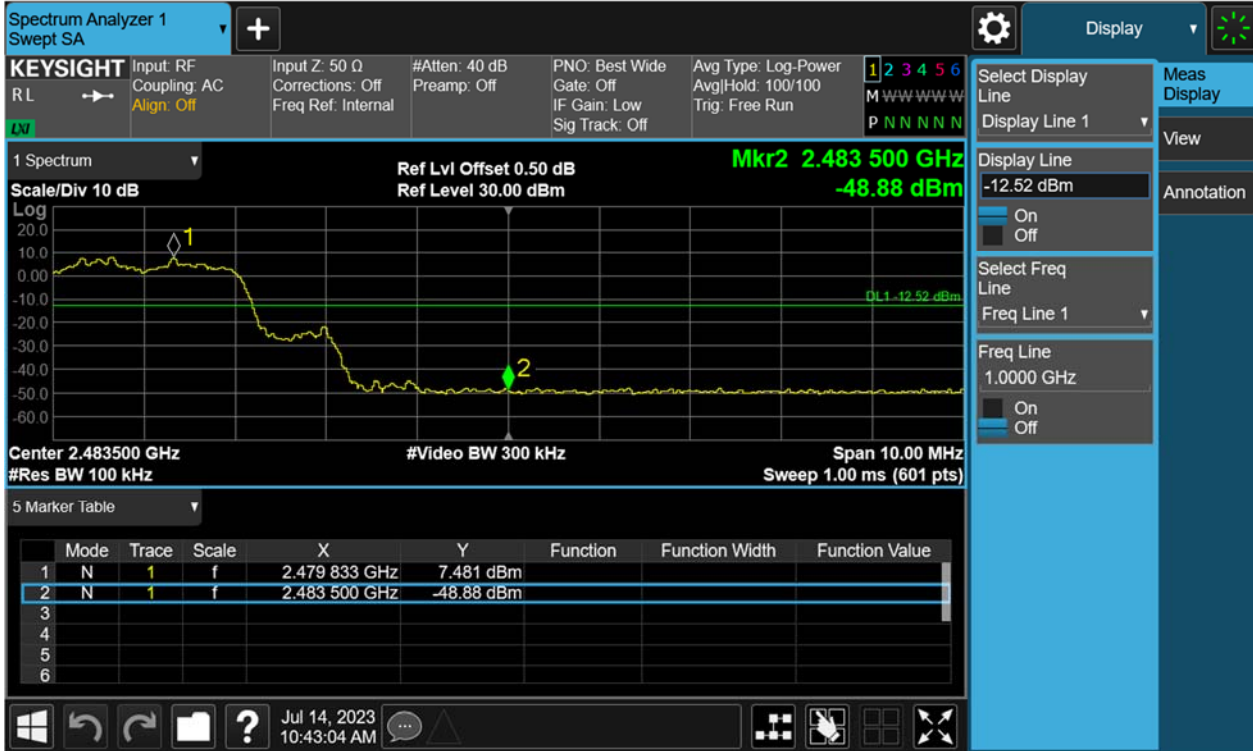 Spectrum Analyzer 1
Swept SA
+
Display
KEYSIGHT
RL
LXI
Input: RF
Coupling: AC
Align: Off
Input Z: 50 Ω
Corrections: Off
Freq Ref: Internal
#Atten: 40 dB
Preamp: Off
PNO: Best Wide
Gate: Off
IF Gain: Low
Sig Track: Off
Avg Type: Log-Power
Avg|Hold: 100/100
Trig: Free Run
1 2 3 4 5 6
M W W W W W
P N N N N N
1 Spectrum
Scale/Div 10 dB
Ref Lvl Offset 0.50 dB
Ref Level 30.00 dBm
Mkr2 2.483 500 GHz
-48.88 dBm
Log
20.0
10.0
0.00
-10.0
-20.0
-30.0
-40.0
-50.0
-60.0
1
DL1 -12.52 dBm
2
Center 2.483500 GHz
#Res BW 100 kHz
#Video BW 300 kHz
Span 10.00 MHz
Sweep 1.00 ms (601 pts)
5 Marker Table
Mode Trace Scale X Y Function Function Width Function Value
1 N 1 f 2.479 833 GHz 7.481 dBm
2 N 1 f 2.483 500 GHz -48.88 dBm
3
4
5
6
?
Jul 14, 2023
10:43:04 AM
Select Display
Line
Display Line 1
Display Line
-12.52 dBm
On
Off
Select Freq
Line
Freq Line 1
Freq Line
1.0000 GHz
On
Off
Meas
Display
View
Annotation